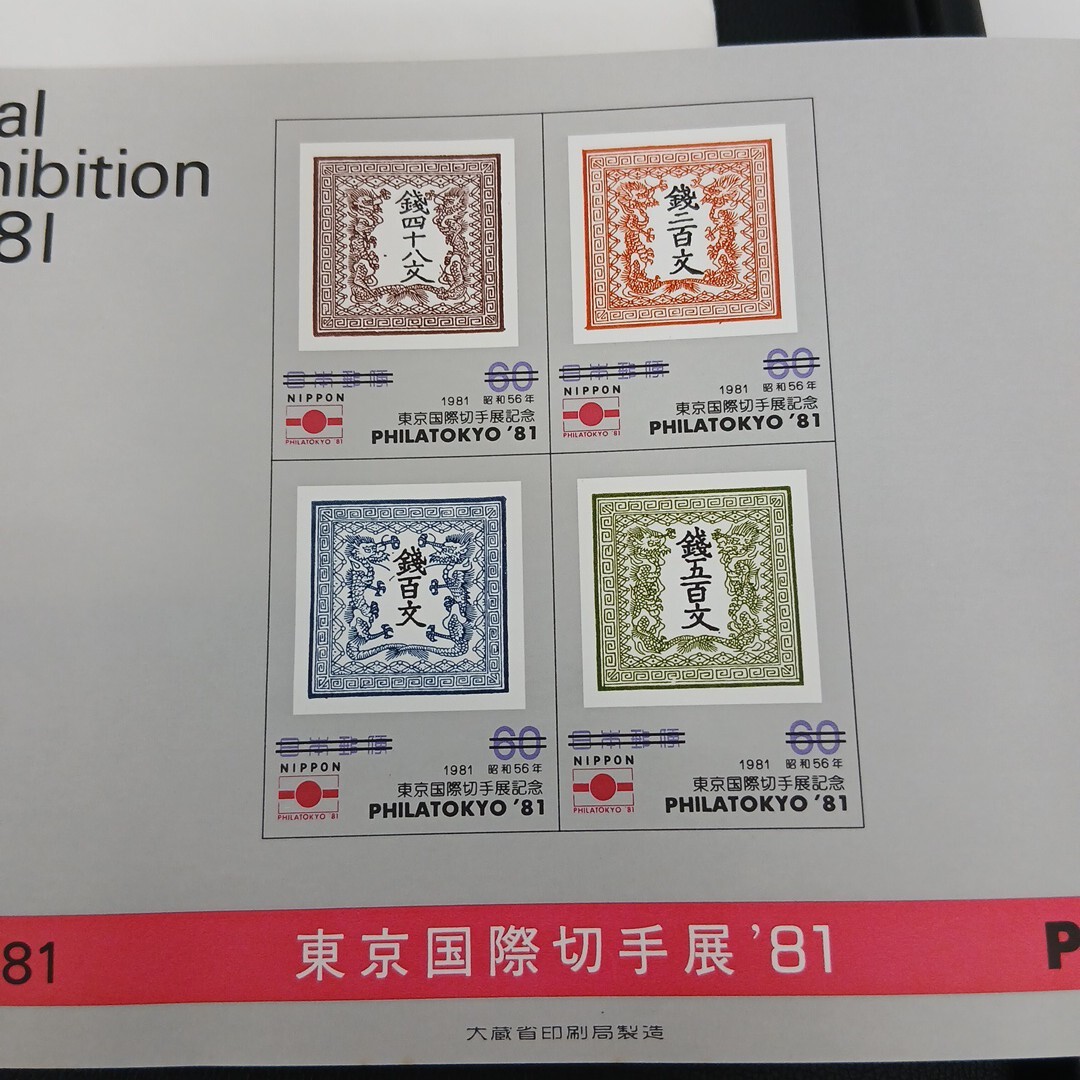 al
hibition
81
錢四十八文
日本郵便
60
NIPPON
1981 昭和56年
東京国際切手展記念
PHILATOKYO '81
PHILATOKYO '81
錢二百文
日本郵便
60
NIPPON
1981 昭和56年
東京国際切手展記念
PHILATOKYO '81
PHILATOKYO '81
錢百文
日本郵便
60
NIPPON
1981 昭和56年
東京国際切手展記念
PHILATOKYO '81
PHILATOKYO '81
錢五百文
日本郵便
60
NIPPON
1981 昭和56年
東京国際切手展記念
PHILATOKYO '81
PHILATOKYO '81
81
東京国際切手展 '81
P
大蔵省印刷局製造